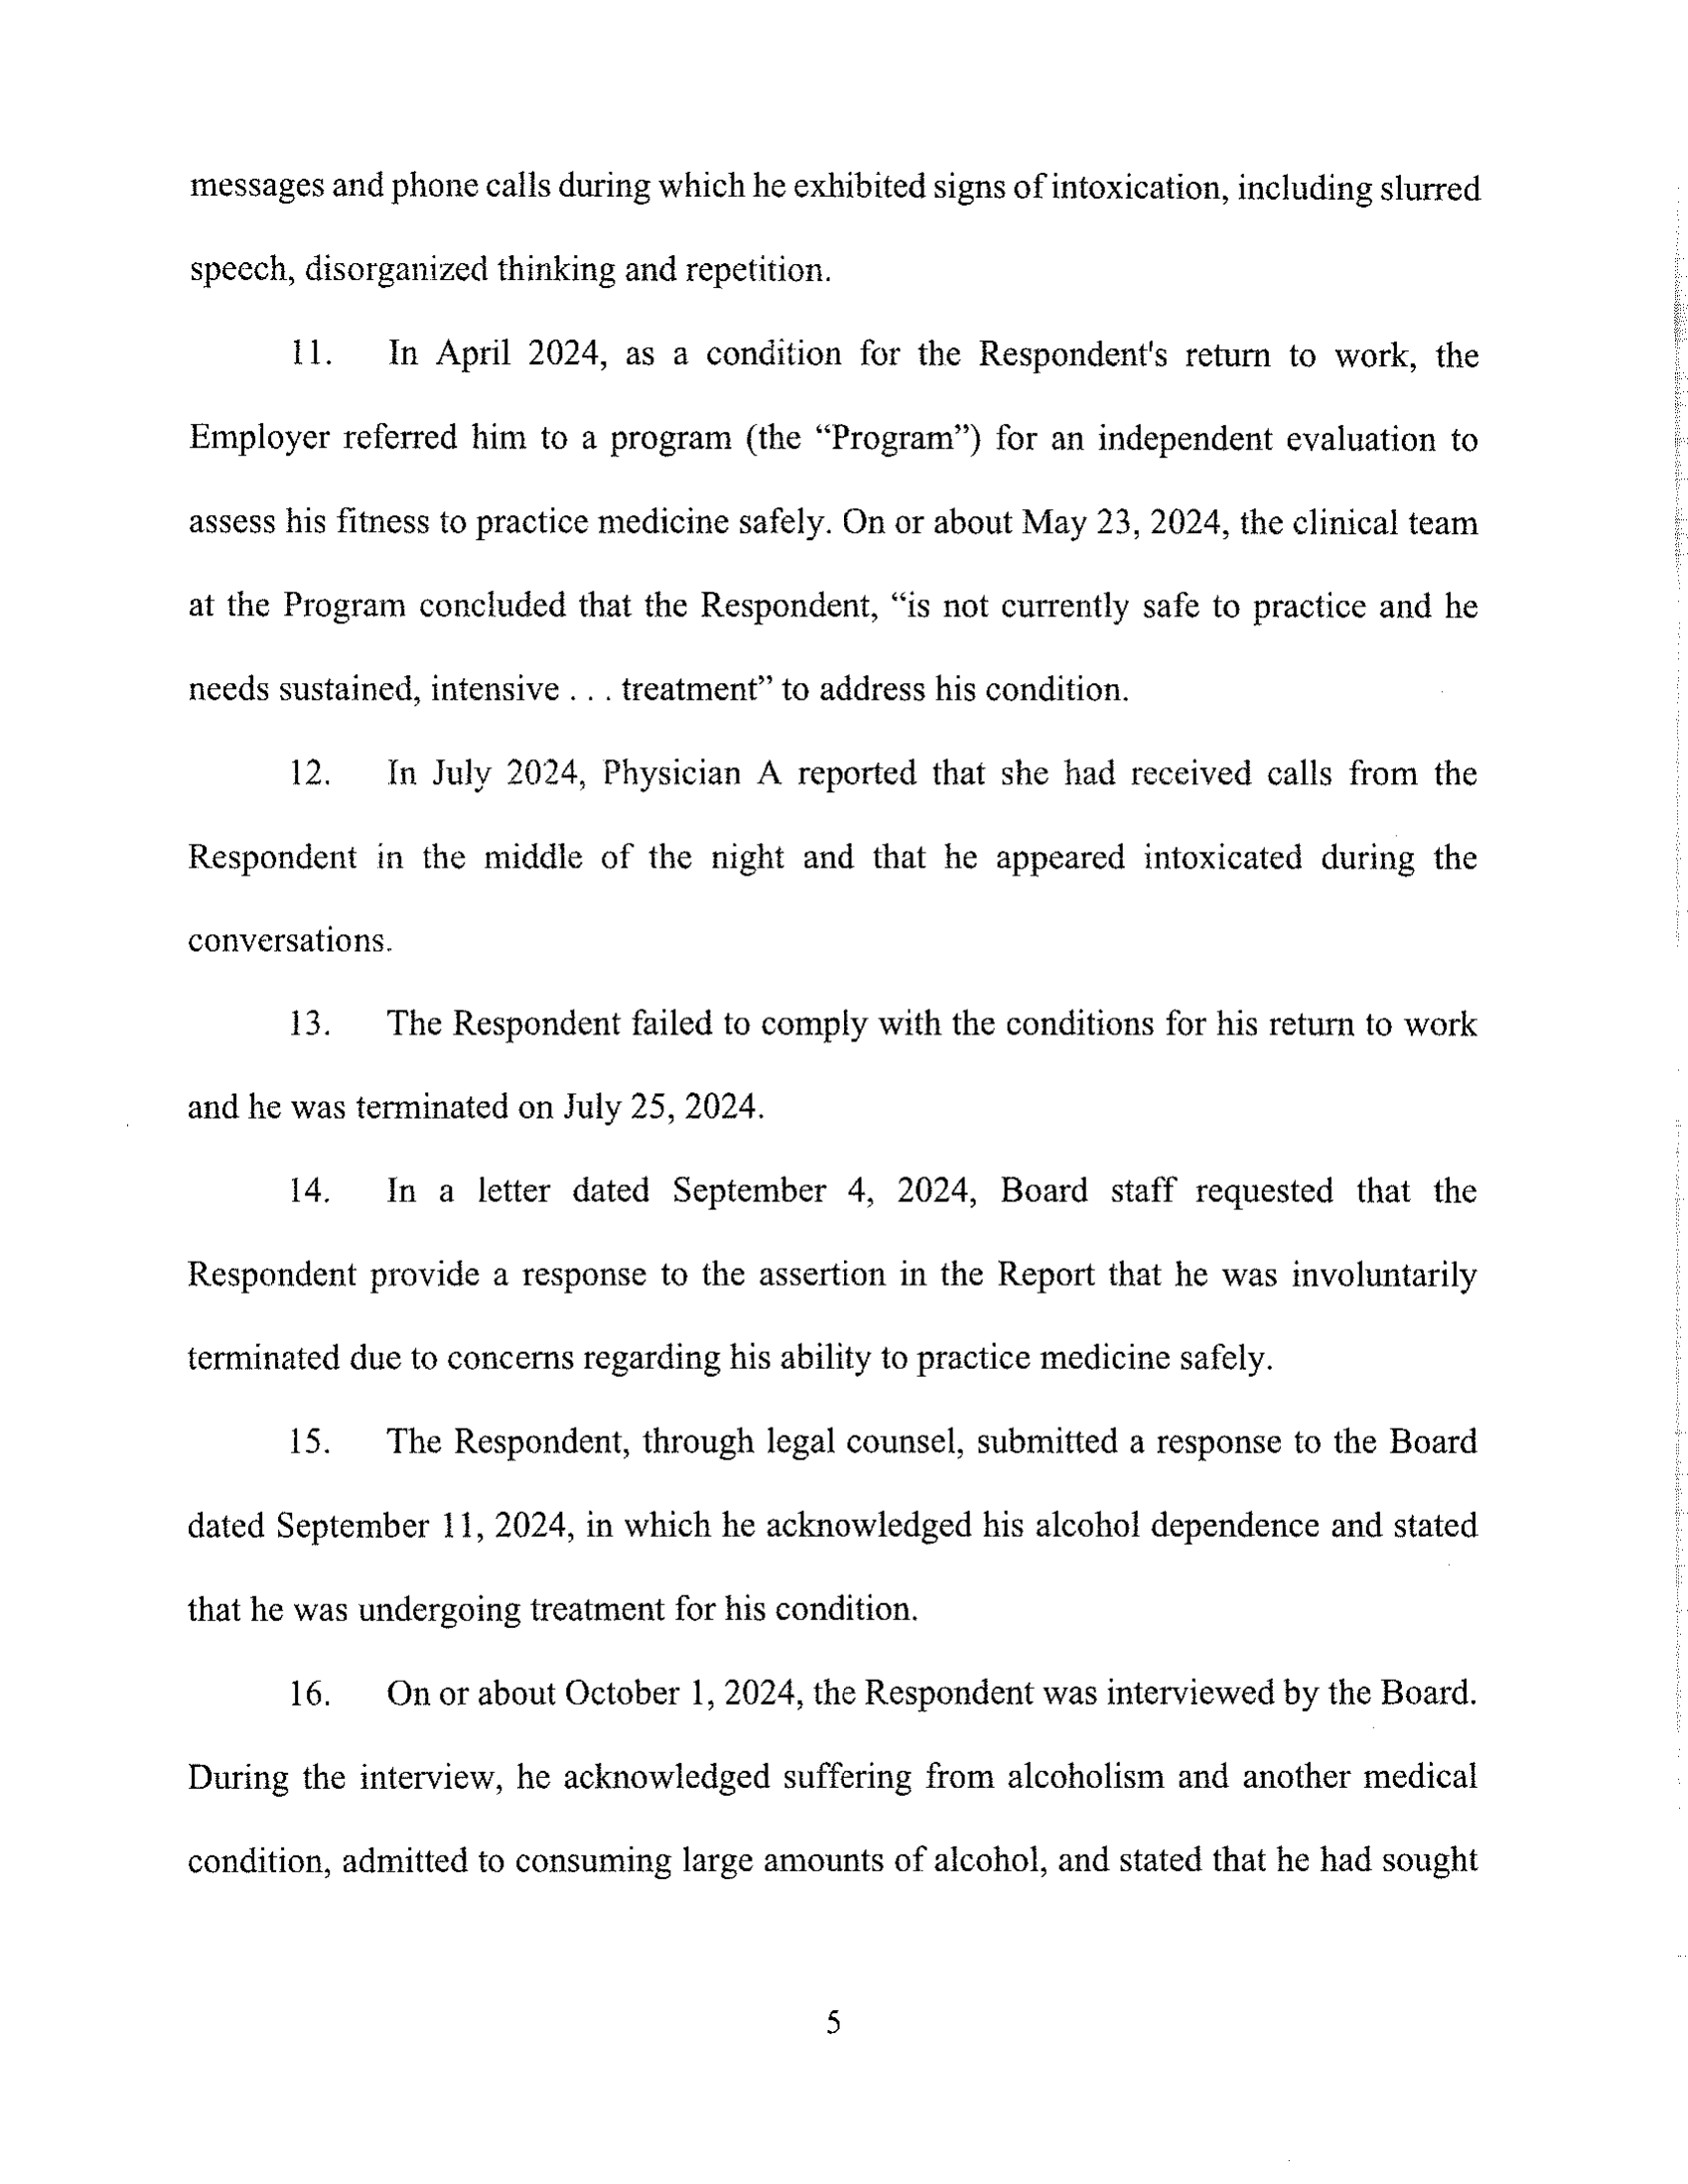 messages and phone calls during which he exhibited signs of intoxication, including slurred
speech, disorganized thinking and repetition.
11. In April 2024, as a condition for the Respondent's return to work, the
Employer referred him to a program (the “Program”) for an independent evaluation to
assess his fitness to practice medicine safely. On or about May 23, 2024, the clinical team
at the Program concluded that the Respondent, “is not currently safe to practice and he
needs sustained, intensive . . . treatment” to address his condition.
12. In July 2024, Physician A reported that she had received calls from the
Respondent in the middle of the night and that he appeared intoxicated during the
conversations.
13. The Respondent failed to comply with the conditions for his return to work
and he was terminated on July 25, 2024.
14. In a letter dated September 4, 2024, Board staff requested that the
Respondent provide a response to the assertion in the Report that he was involuntarily
terminated due to concerns regarding his ability to practice medicine safely.
15. The Respondent, through legal counsel, submitted a response to the Board
dated September 11, 2024, in which he acknowledged his alcohol dependence and stated
that he was undergoing treatment for his condition.
16. On or about October 1, 2024, the Respondent was interviewed by the Board.
During the interview, he acknowledged suffering from alcoholism and another medical
condition, admitted to consuming large amounts of alcohol, and stated that he had sought
5